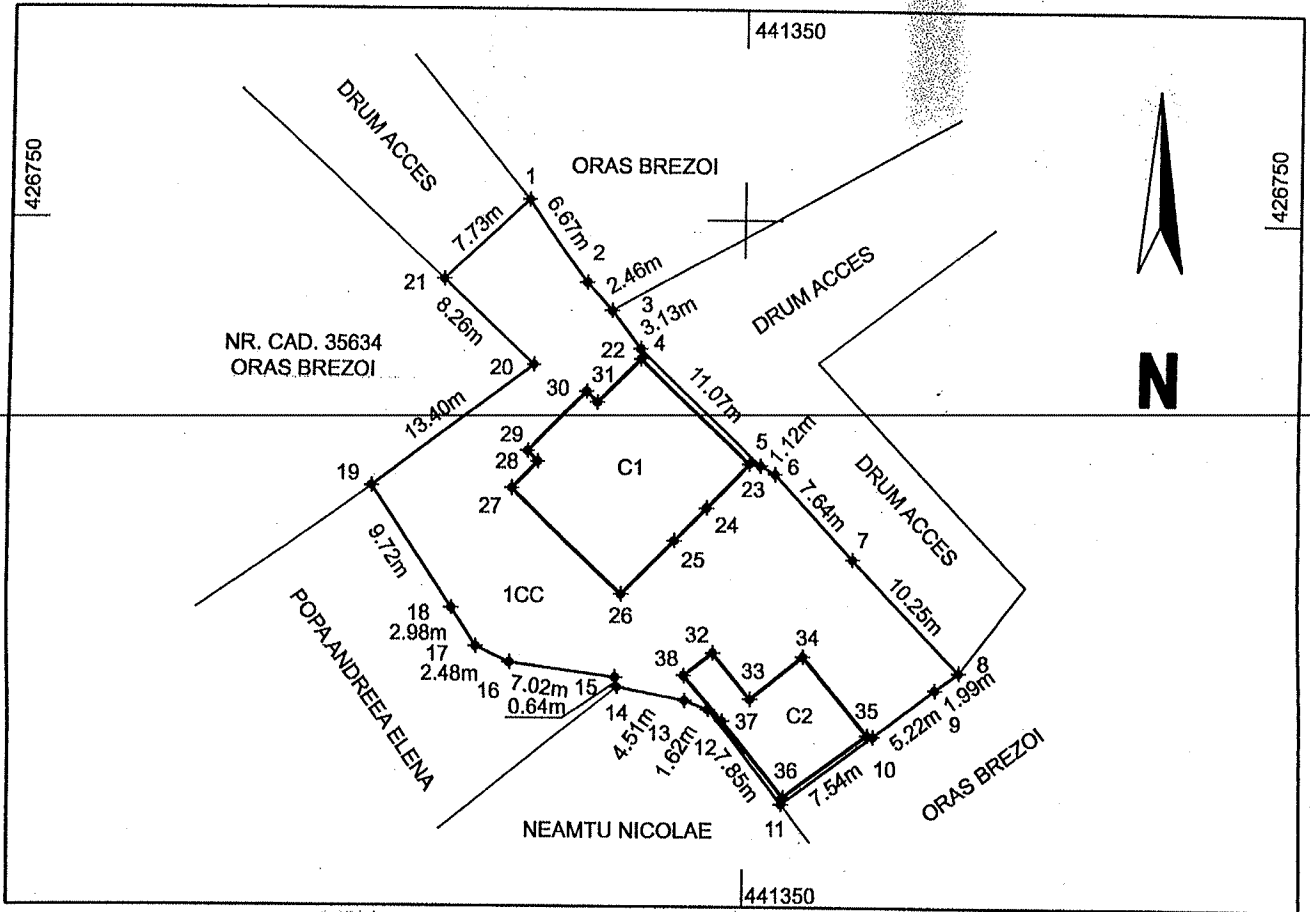 441350
426750
426750
DRUM ACCES
ORAS BREZOI
1
6.67m
7.73m
2
2.46m
21
8.26m
3
3.13m
DRUM ACCES
NR. CAD. 35634
ORAS BREZOI
20
22
4
31
30
11.07m
N
13.40m
29
28
C1
5
1.12m
6
19
27
23
7.64m
DRUM ACCES
24
25
7
9.72m
1CC
26
10.25m
POPA ANDREEA ELENA
18
2.98m
17
2.48m
16
7.02m
0.64m
15
14
32
34
38
33
8
1.99m
9
C2
35
37
4.51m
13
1.62m
12
7.85m
5.22m
10
36
7.54m
11
ORAS BREZOI
NEAMTU NICOLAE
441350